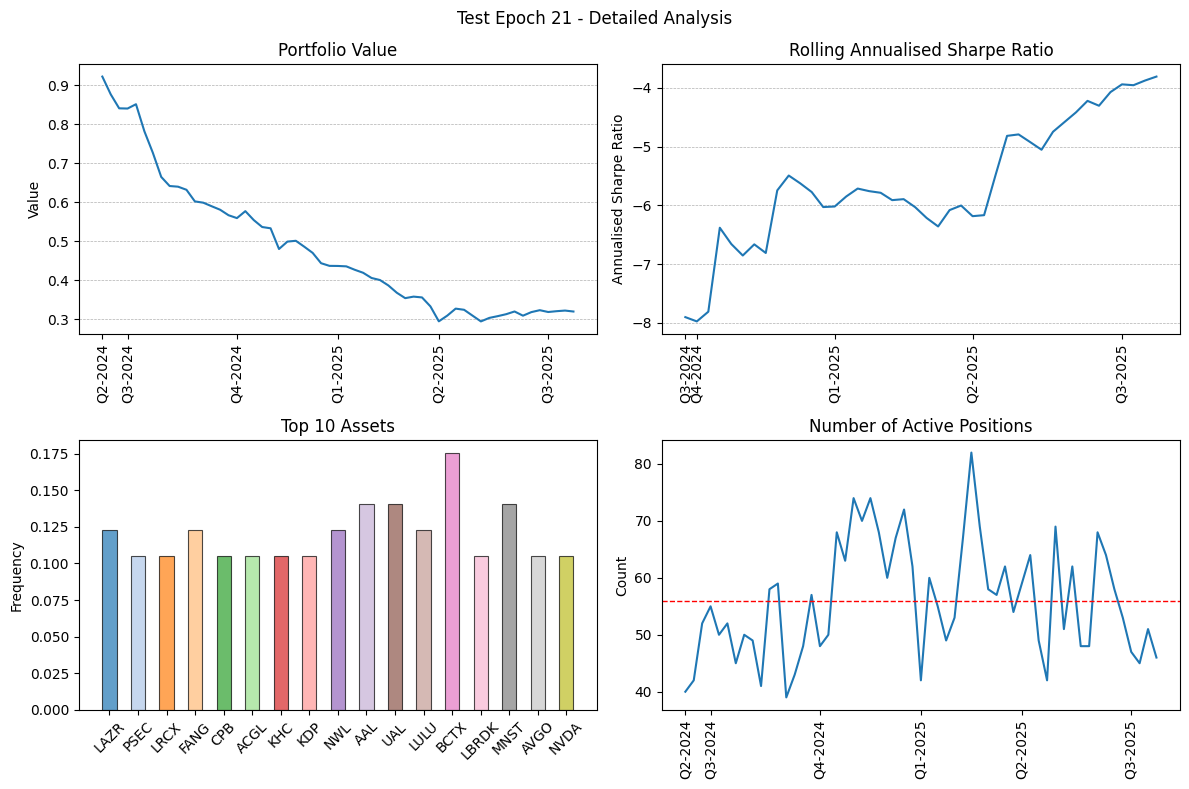 Test Epoch 21 - Detailed Analysis
Portfolio Value
Value
0.9
0.8
0.7
0.6
0.5
0.4
0.3
Q2-2024
Q3-2024
Q4-2024
Q1-2025
Q2-2025
Q3-2025
Rolling Annualised Sharpe Ratio
Annualised Sharpe Ratio
−4
−5
−6
−7
−8
Q3-2024
Q4-2024
Q1-2025
Q2-2025
Q3-2025
Top 10 Assets
Frequency
0.175
0.150
0.125
0.100
0.075
0.050
0.025
0.000
LAZR
PSEC
LRCX
FANG
CPB
ACGL
KHC
KDP
NWL
AAL
UAL
LULU
BCTX
LBRDK
MNST
AVGO
NVDA
Number of Active Positions
Count
80
70
60
50
40
Q2-2024
Q3-2024
Q4-2024
Q1-2025
Q2-2025
Q3-2025